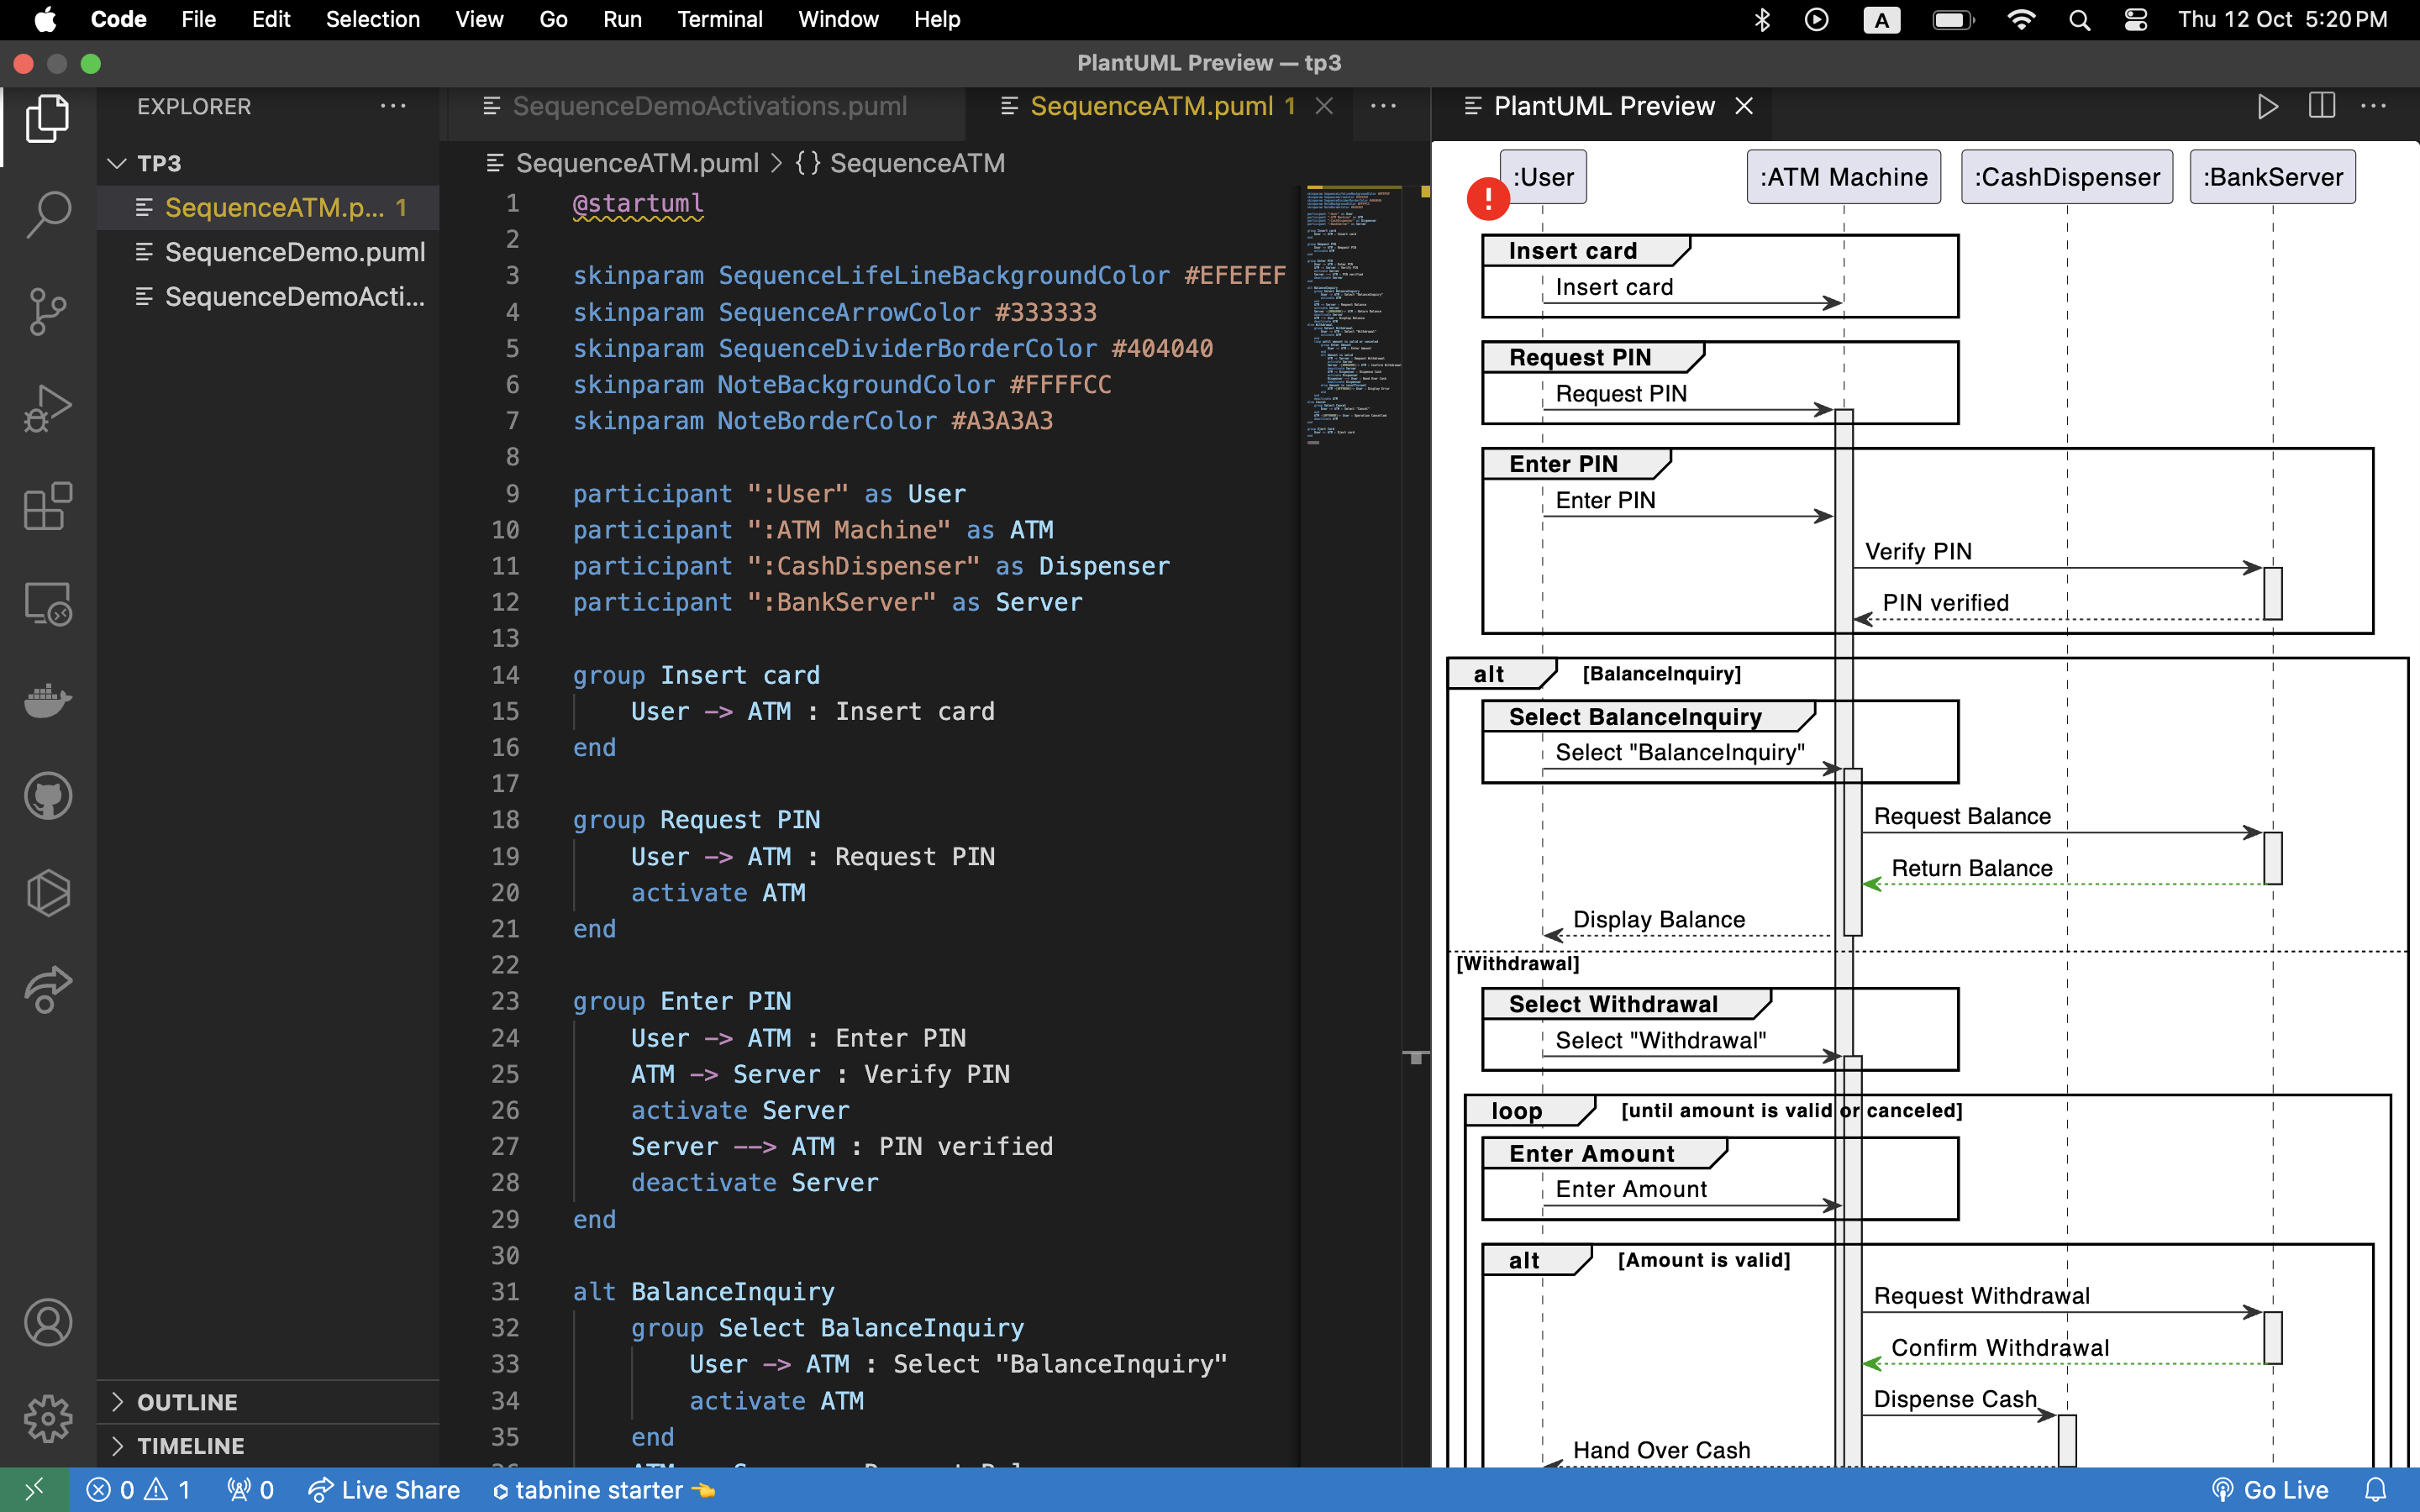 Code File Edit Selection View Go Run Terminal Window Help A Thu 12 Oct 5:20 PM
PlantUML Preview — tp3
EXPLORER ···
TP3
SequenceATM.p... 1
SequenceDemo.puml
SequenceDemoActi...
OUTLINE
TIMELINE
SequenceDemoActivations.puml SequenceATM.puml 1 ···
SequenceATM.puml > {} SequenceATM
1 @startuml
2
3 skinparam SequenceLifeLineBackgroundColor #EFEFEF
4 skinparam SequenceArrowColor #333333
5 skinparam SequenceDividerBorderColor #404040
6 skinparam NoteBackgroundColor #FFFFCC
7 skinparam NoteBorderColor #A3A3A3
8
9 participant ":User" as User
10 participant ":ATM Machine" as ATM
11 participant ":CashDispenser" as Dispenser
12 participant ":BankServer" as Server
13
14 group Insert card
15 User -> ATM : Insert card
16 end
17
18 group Request PIN
19 User -> ATM : Request PIN
20 activate ATM
21 end
22
23 group Enter PIN
24 User -> ATM : Enter PIN
25 ATM -> Server : Verify PIN
26 activate Server
27 Server --> ATM : PIN verified
28 deactivate Server
29 end
30
31 alt BalanceInquiry
32 group Select BalanceInquiry
33 User -> ATM : Select "BalanceInquiry"
34 activate ATM
35 end
PlantUML Preview ···
:User :ATM Machine :CashDispenser :BankServer
!
Insert card
Insert card
Request PIN
Request PIN
Enter PIN
Enter PIN
Verify PIN
PIN verified
alt [BalanceInquiry]
Select BalanceInquiry
Select "BalanceInquiry"
Request Balance
Return Balance
Display Balance
[Withdrawal]
Select Withdrawal
Select "Withdrawal"
loop [until amount is valid or canceled]
Enter Amount
Enter Amount
alt [Amount is valid]
Request Withdrawal
Confirm Withdrawal
Dispense Cash
Hand Over Cash
0 1 0 Live Share tabnine starter Go Live